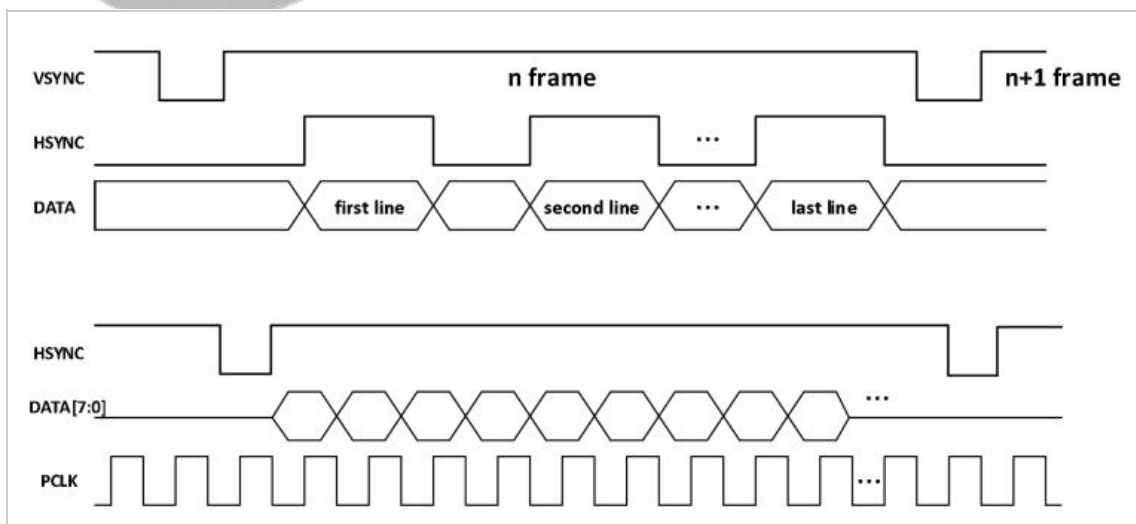 VSYNC n frame n+1 frame
HSYNC ...
DATA first line second line ... last line
HSYNC
DATA[7:0] ...
PCLK ...